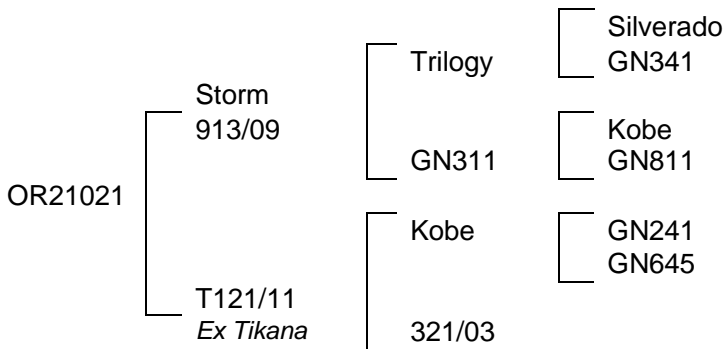 Silverado
Trilogy
GN341
Storm
913/09
Kobe
GN311
GN811
OR21021
Kobe
GN241
GN645
T121/11
Ex Tikana
321/03